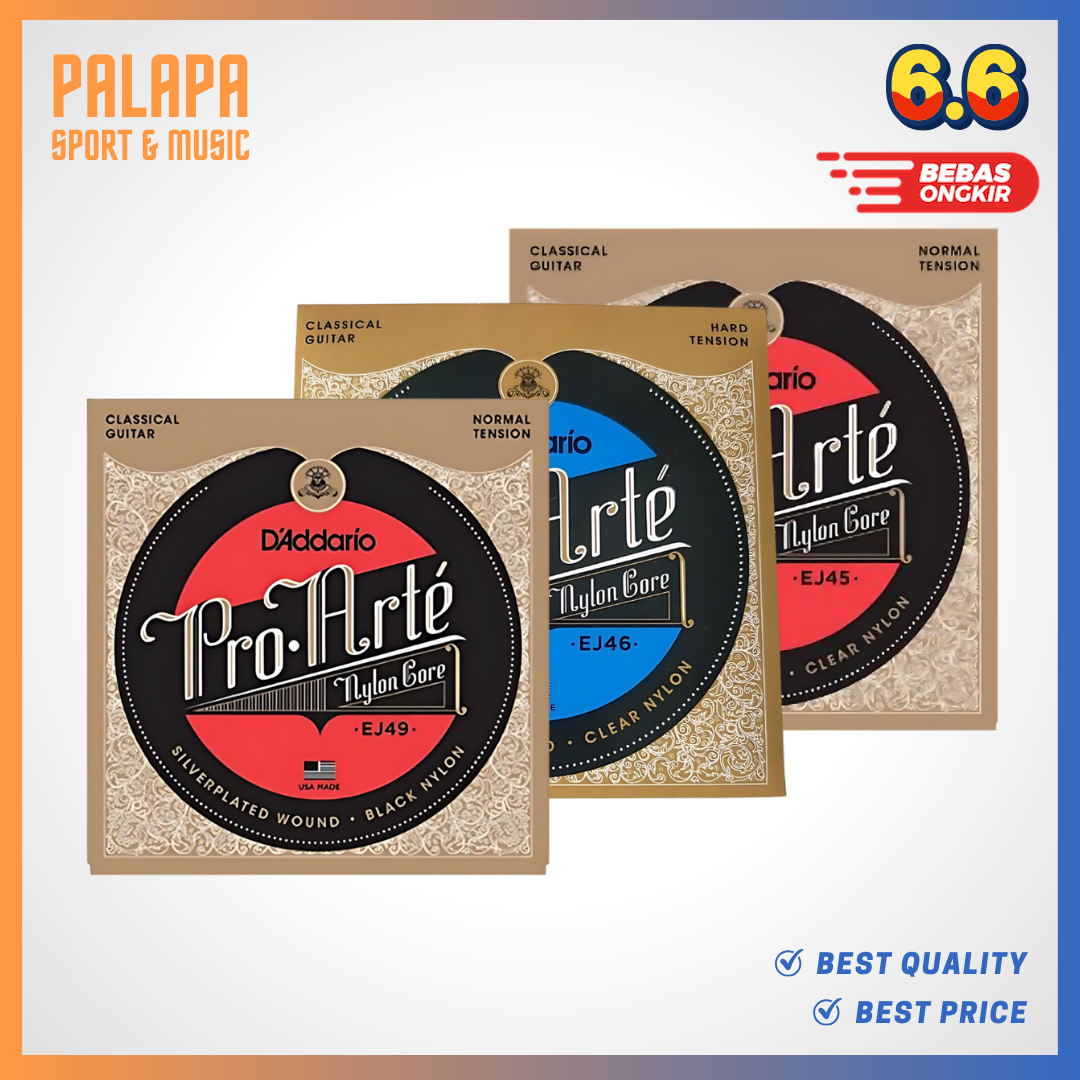 PALAPA
SPORT & MUSIC
6.6
BEBAS
ONGKIR
CLASSICAL
GUITAR
NORMAL
TENSION
ario
Arté
Nylon Core
·EJ45·
· CLEAR NYLON
CLASSICAL
GUITAR
HARD
TENSION
ario
Arté
Nylon Core
·EJ46·
· CLEAR NYLON
CLASSICAL
GUITAR
NORMAL
TENSION
D'Addario
Pro·Arté
Nylon Core
·EJ49·
USA MADE
SILVERPLATED WOUND · BLACK NYLON
BEST QUALITY
BEST PRICE